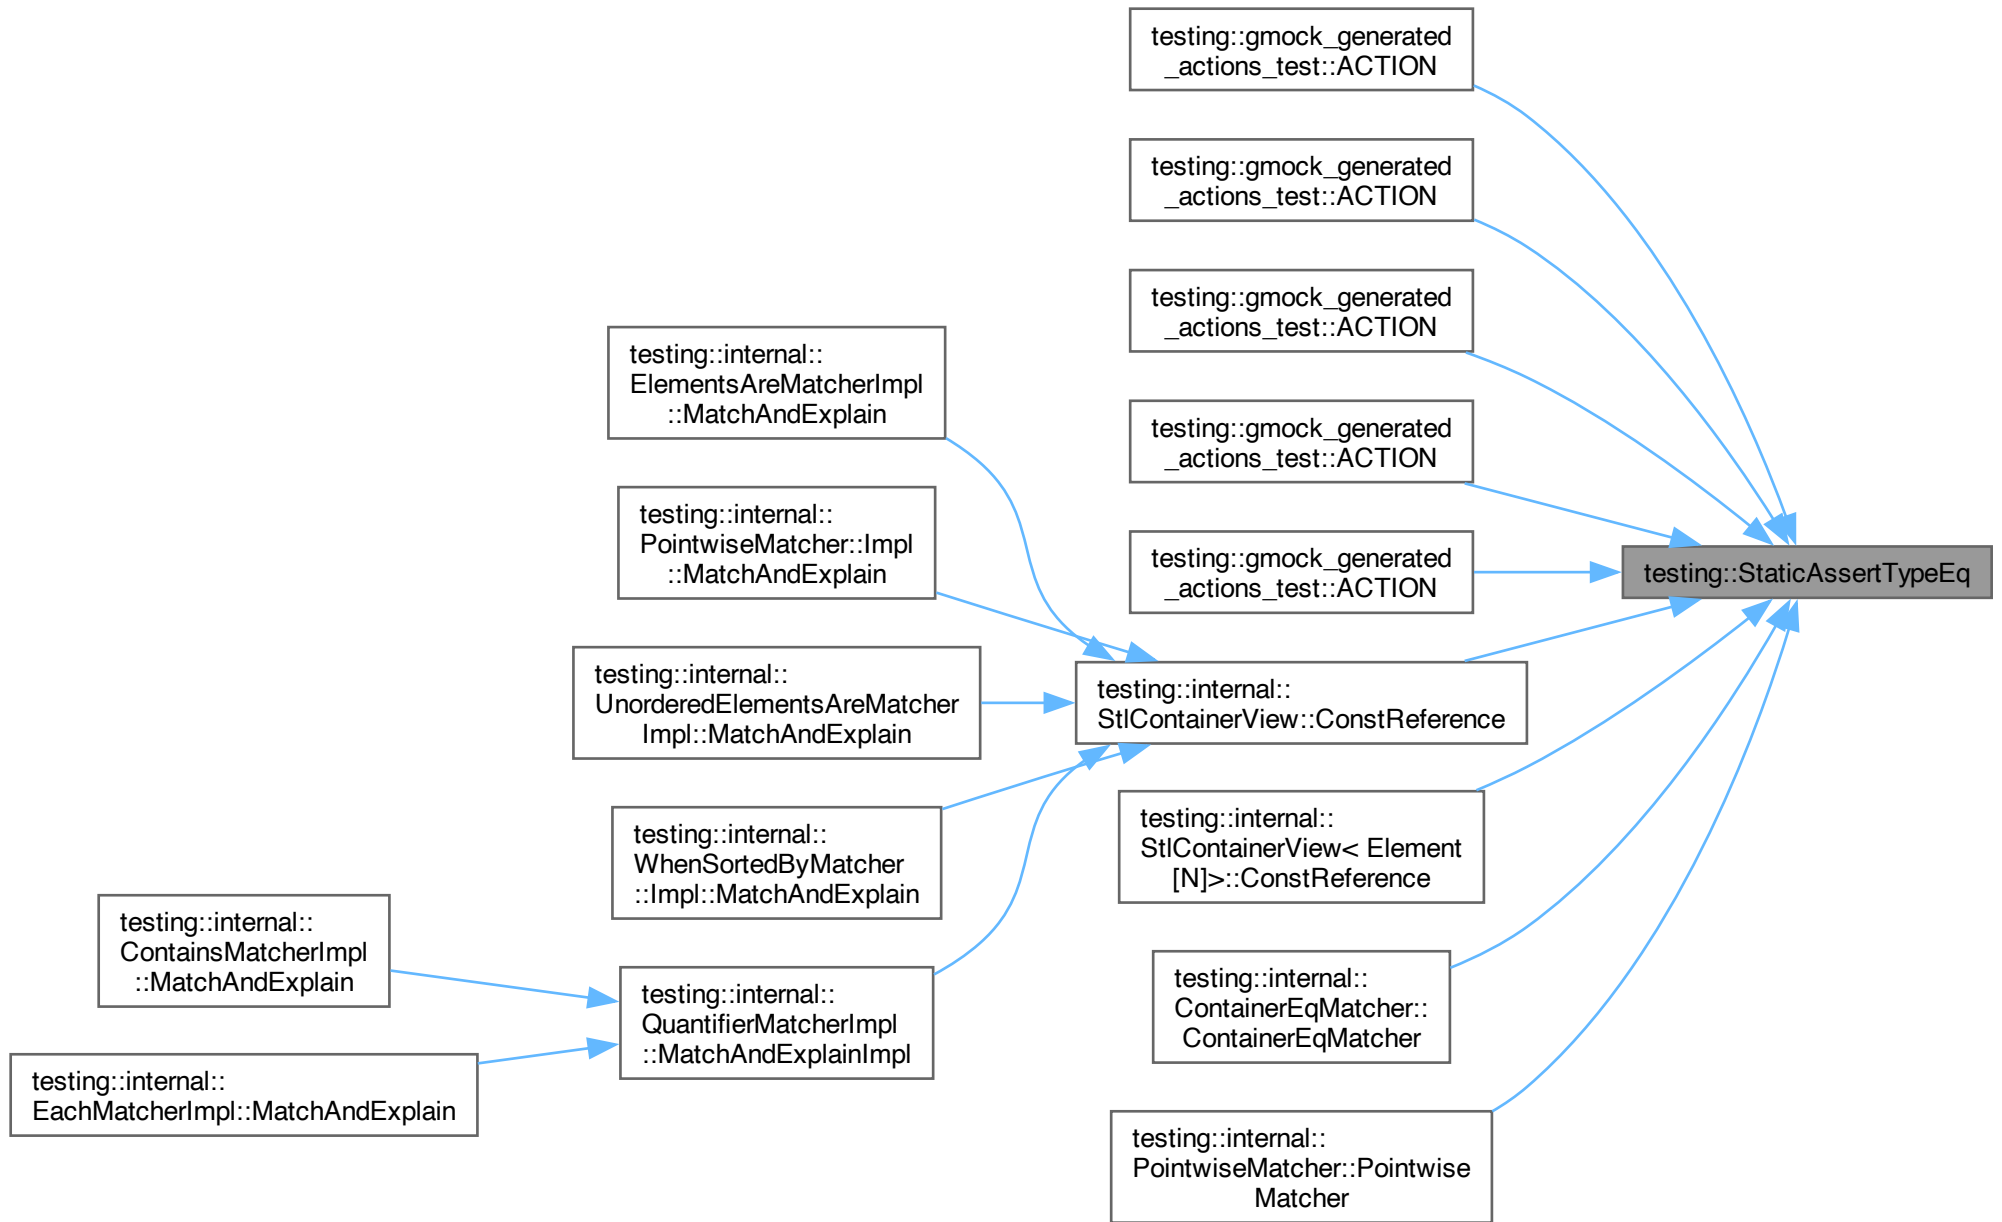 testing::gmock_generated
_actions_test::ACTION
testing::gmock_generated
_actions_test::ACTION
testing::gmock_generated
_actions_test::ACTION
testing::gmock_generated
_actions_test::ACTION
testing::gmock_generated
_actions_test::ACTION
testing::StaticAssertTypeEq
testing::internal::
ElementsAreMatcherImpl
::MatchAndExplain
testing::internal::
PointwiseMatcher::Impl
::MatchAndExplain
testing::internal::
UnorderedElementsAreMatcher
Impl::MatchAndExplain
testing::internal::
StlContainerView::ConstReference
testing::internal::
WhenSortedByMatcher
::Impl::MatchAndExplain
testing::internal::
StlContainerView< Element
[N]>::ConstReference
testing::internal::
ContainsMatcherImpl
::MatchAndExplain
testing::internal::
QuantifierMatcherImpl
::MatchAndExplainImpl
testing::internal::
ContainerEqMatcher::
ContainerEqMatcher
testing::internal::
EachMatcherImpl::MatchAndExplain
testing::internal::
PointwiseMatcher::Pointwise
Matcher